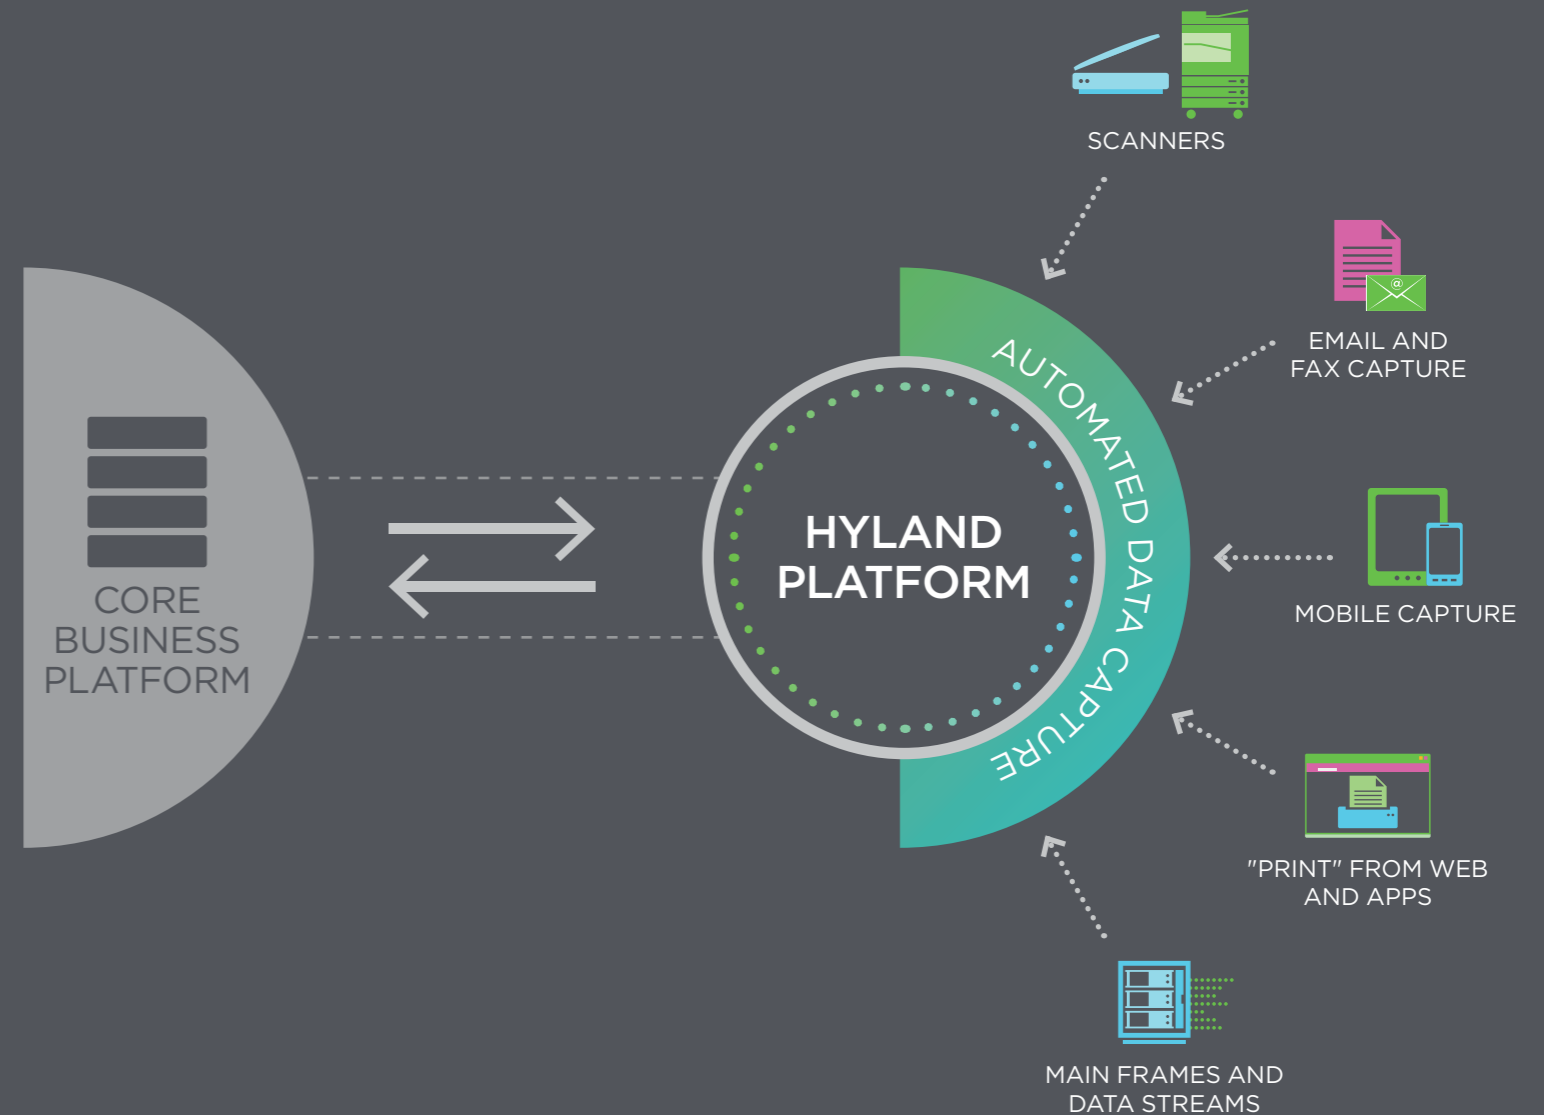 SCANNERS
EMAIL AND
FAX CAPTURE
AUTOMATED DATA CAPTURE
HYLAND
PLATFORM
CORE
BUSINESS
PLATFORM
MOBILE CAPTURE
"PRINT" FROM WEB
AND APPS
MAIN FRAMES AND
DATA STREAMS
@